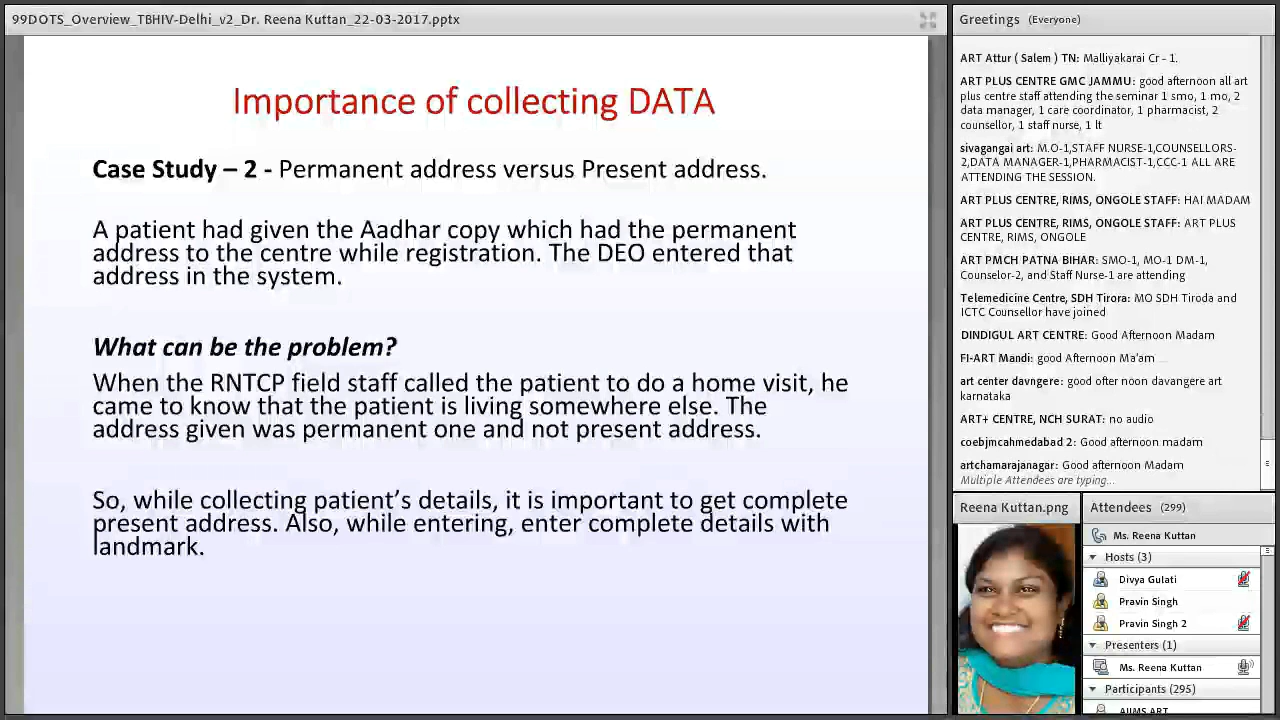 99DOTS_Overview_TBHIV-Delhi_v2_Dr. Reena Kuttan_22-03-2017.pptx
Importance of collecting DATA
Case Study – 2 - Permanent address versus Present address.
A patient had given the Aadhar copy which had the permanent
address to the centre while registration. The DEO entered that
address in the system.
What can be the problem?
When the RNTCP field staff called the patient to do a home visit, he
came to know that the patient is living somewhere else. The
address given was permanent one and not present address.
So, while collecting patient’s details, it is important to get complete
present address. Also, while entering, enter complete details with
landmark.
Greetings (Everyone)
ART Attur ( Salem ) TN: Malliyakarai Cr - 1.
ART PLUS CENTRE GMC JAMMU: good afternoon all art
plus centre staff attending the seminar 1 smo, 1 mo, 2
data manager, 1 care coordinator, 1 pharmacist, 2
counsellor, 1 staff nurse, 1 lt
sivagangai art: M.O-1,STAFF NURSE-1,COUNSELLORS-
2,DATA MANAGER-1,PHARMACIST-1,CCC-1 ALL ARE
ATTENDING THE SESSION.
ART PLUS CENTRE, RIMS, ONGOLE STAFF: HAI MADAM
ART PLUS CENTRE, RIMS, ONGOLE STAFF: ART PLUS
CENTRE, RIMS, ONGOLE
ART PMCH PATNA BIHAR: SMO-1, MO-1 DM-1,
Counselor-2, and Staff Nurse-1 are attending
Telemedicine Centre, SDH Tirora: MO SDH Tiroda and
ICTC Counsellor have joined
DINDIGUL ART CENTRE: Good Afternoon Madam
FI-ART Mandi: good Afternoon Ma'am
art center davngere: good ofter noon davangere art
karnataka
ART+ CENTRE, NCH SURAT: no audio
coebjmcahmedabad 2: Good afternoon madam
artchamarajanagar: Good afternoon Madam
Multiple Attendees are typing...
Reena Kuttan.png
Attendees (299)
Ms. Reena Kuttan
Hosts (3)
Divya Gulati
Pravin Singh
Pravin Singh 2
Presenters (1)
Ms. Reena Kuttan
Participants (295)
AIIMS ART